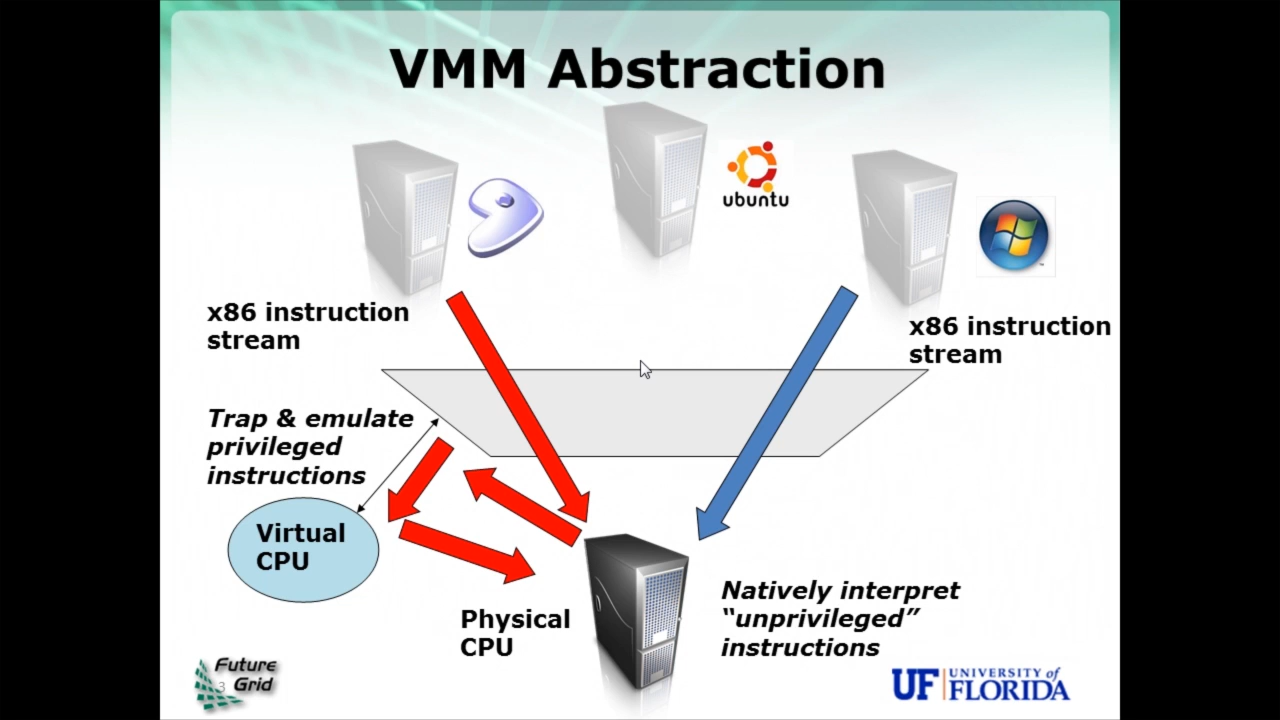 VMM Abstraction
ubuntu
x86 instruction
stream
x86 instruction
stream
Trap & emulate
privileged
instructions
Virtual
CPU
Physical
CPU
Natively interpret
“unprivileged”
instructions
Future
Grid
3
UF UNIVERSITY of
FLORIDA